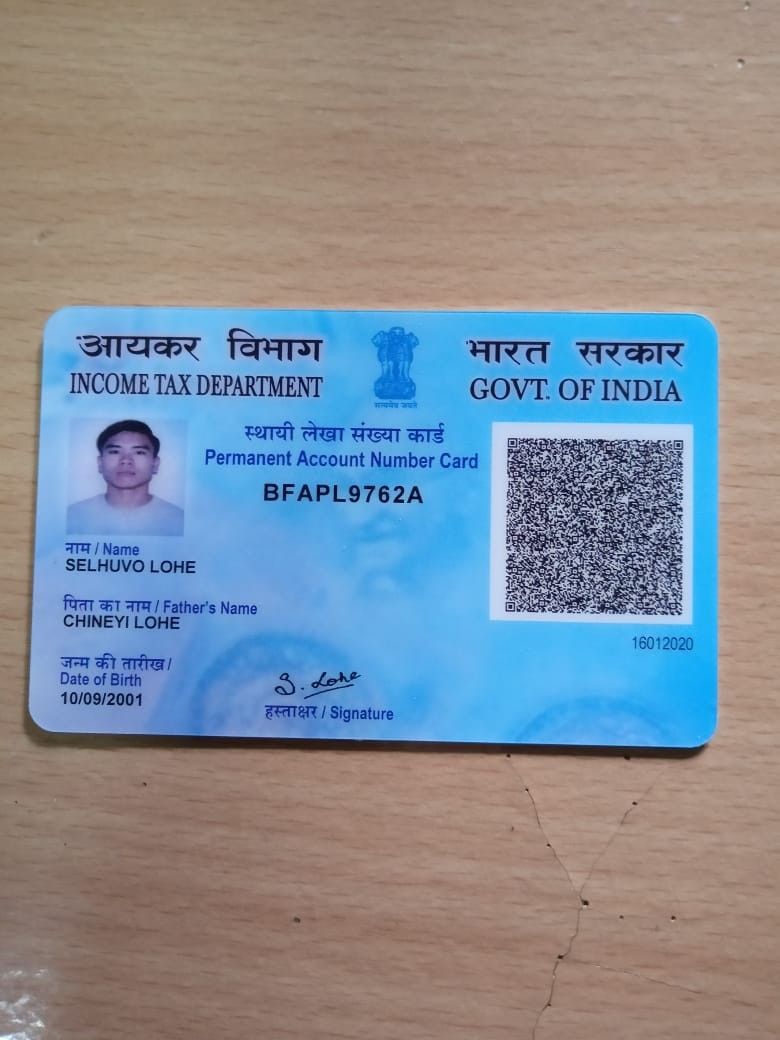 आयकर विभाग
INCOME TAX DEPARTMENT
सत्यमेव जयते
भारत सरकार
GOVT. OF INDIA
स्थायी लेखा संख्या कार्ड
Permanent Account Number Card
BFAPL9762A
नाम / Name
SELHUVO LOHE
पिता का नाम / Father's Name
CHINEYI LOHE
जन्म की तारीख /
Date of Birth
10/09/2001
S. Lohe
हस्ताक्षर / Signature
16012020